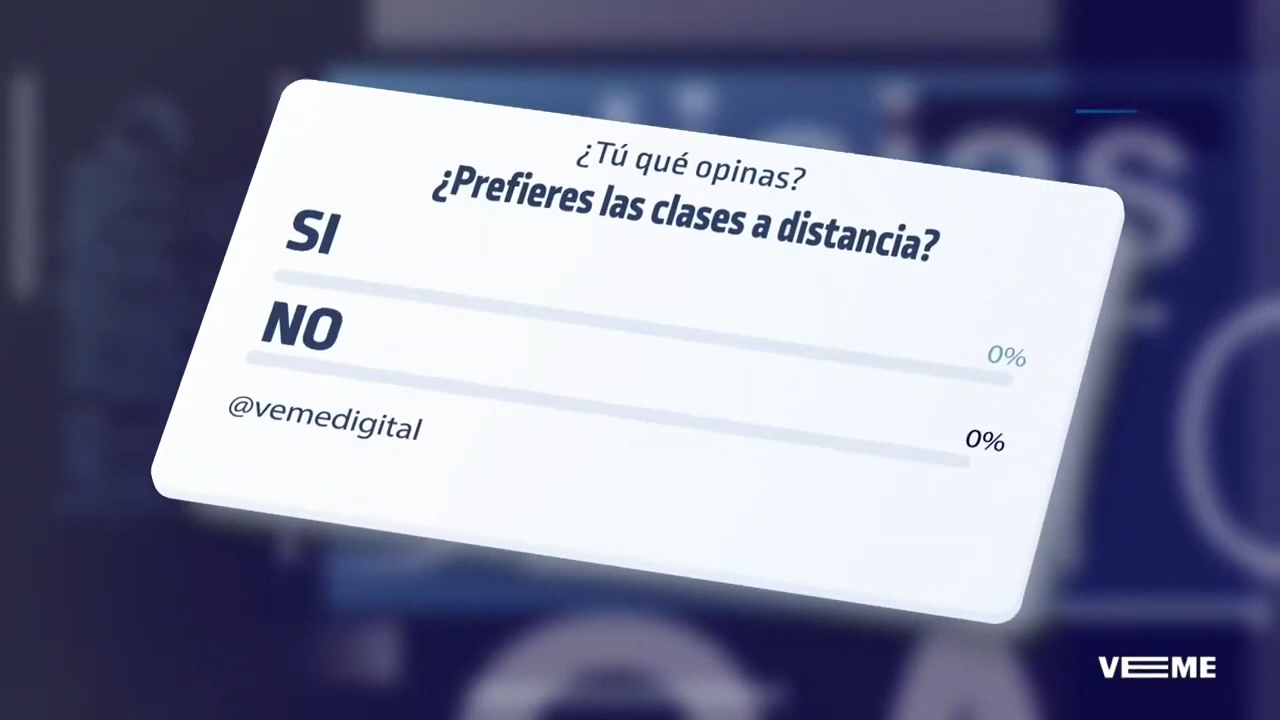 ¿Tú qué opinas?
¿Prefieres las clases a distancia?
SI
0%
NO
0%
@vemedigital
VEME